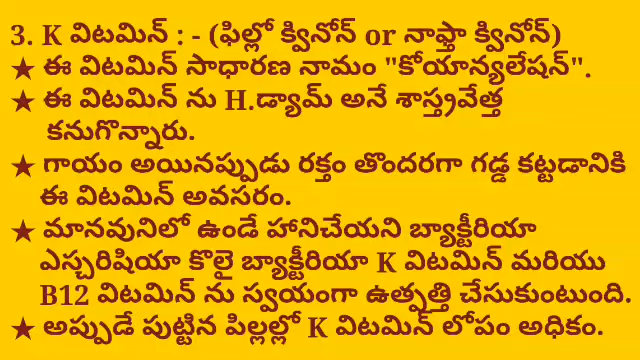 3. K విటమిన్ : - (ఫిల్లో క్వినోన్ or నాఫ్తా క్వినోన్)
★ ఈ విటమిన్ సాధారణ నామం "కోయాన్యలేషన్".
★ ఈ విటమిన్ ను H.డ్యామ్ అనే శాస్త్రవేత్త
కనుగొన్నారు.
★ గాయం అయినప్పుడు రక్తం తొందరగా గడ్డ కట్టడానికి
ఈ విటమిన్ అవసరం.
★ మానవునిలో ఉండే హానిచేయని బ్యాక్టీరియా
ఎస్చరిషియా కొలై బ్యాక్టీరియా K విటమిన్ మరియు
B12 విటమిన్ ను స్వయంగా ఉత్పత్తి చేసుకుంటుంది.
★ అప్పుడే పుట్టిన పిల్లల్లో K విటమిన్ లోపం అధికం.